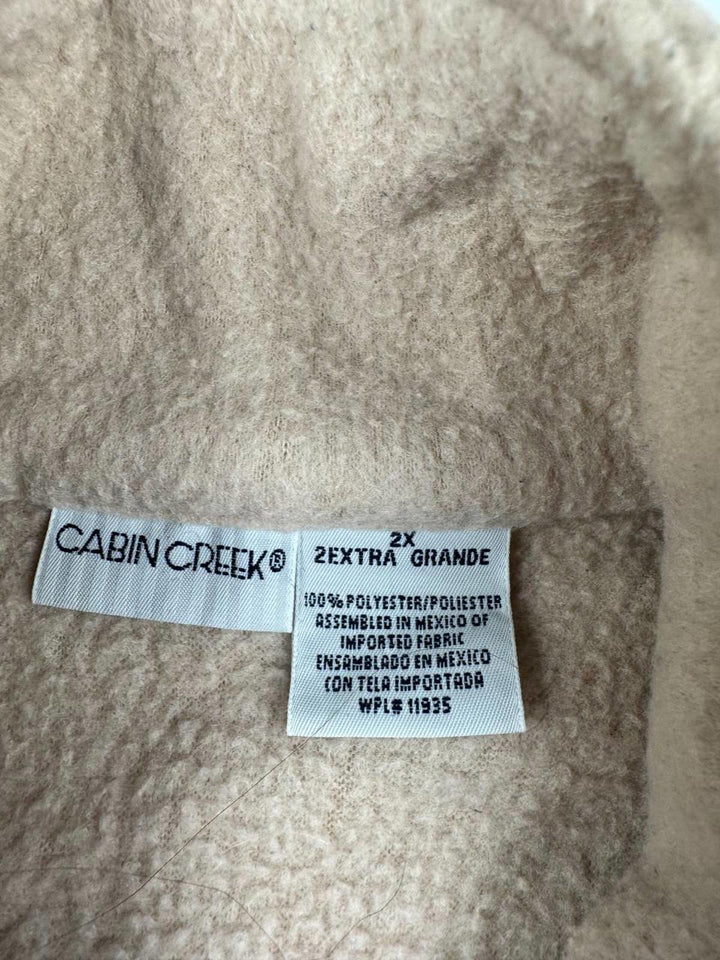 CABIN CREEK®
2X
2EXTRA GRANDE
100% POLYESTER/POLIESTER
ASSEMBLED IN MEXICO OF
IMPORTED FABRIC
ENSAMBLADO EN MEXICO
CON TELA IMPORTADA
WPL# 11935